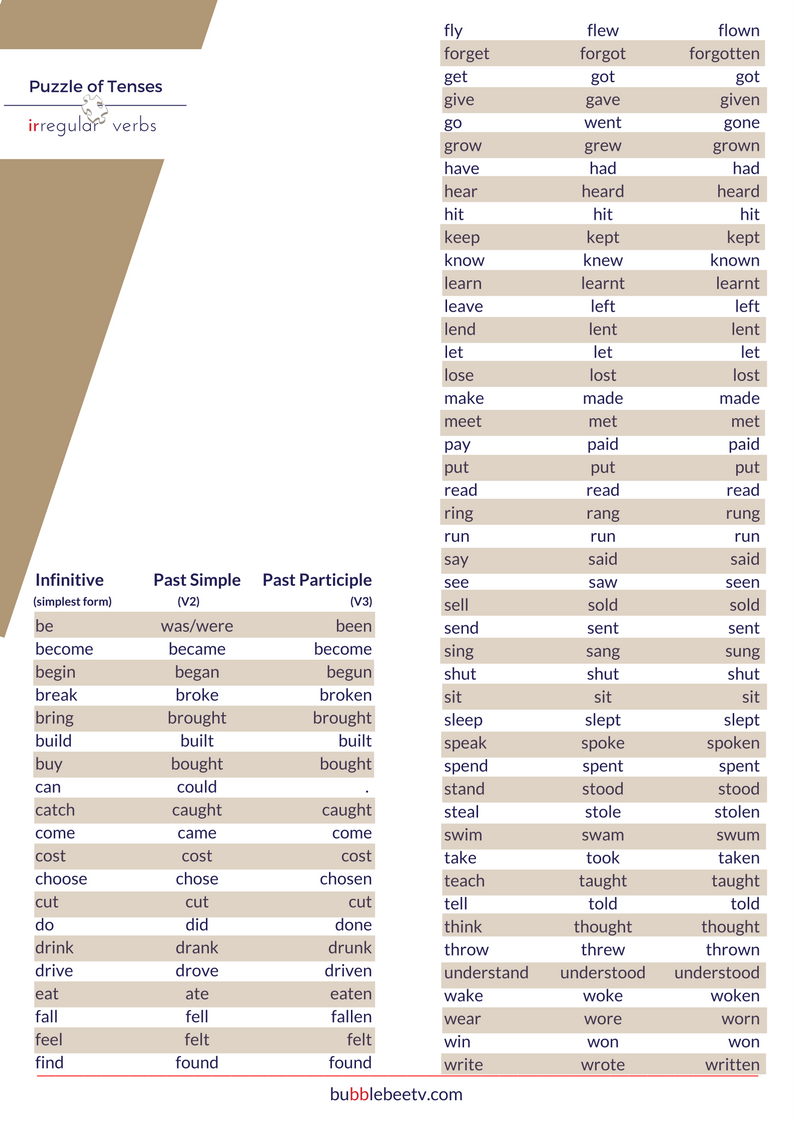 Puzzle of Tenses
irregular verbs
Infinitive Past Simple Past Participle
(simplest form) (V2) (V3)
be was/were been
become became become
begin began begun
break broke broken
bring brought brought
build built built
buy bought bought
can could .
catch caught caught
come came come
cost cost cost
choose chose chosen
cut cut cut
do did done
drink drank drunk
drive drove driven
eat ate eaten
fall fell fallen
feel felt felt
find found found
fly flew flown
forget forgot forgotten
get got got
give gave given
go went gone
grow grew grown
have had had
hear heard heard
hit hit hit
keep kept kept
know knew known
learn learnt learnt
leave left left
lend lent lent
let let let
lose lost lost
make made made
meet met met
pay paid paid
put put put
read read read
ring rang rung
run run run
say said said
see saw seen
sell sold sold
send sent sent
sing sang sung
shut shut shut
sit sit sit
sleep slept slept
speak spoke spoken
spend spent spent
stand stood stood
steal stole stolen
swim swam swum
take took taken
teach taught taught
tell told told
think thought thought
throw threw thrown
understand understood understood
wake woke woken
wear wore worn
win won won
write wrote written
bubblebeetv.com